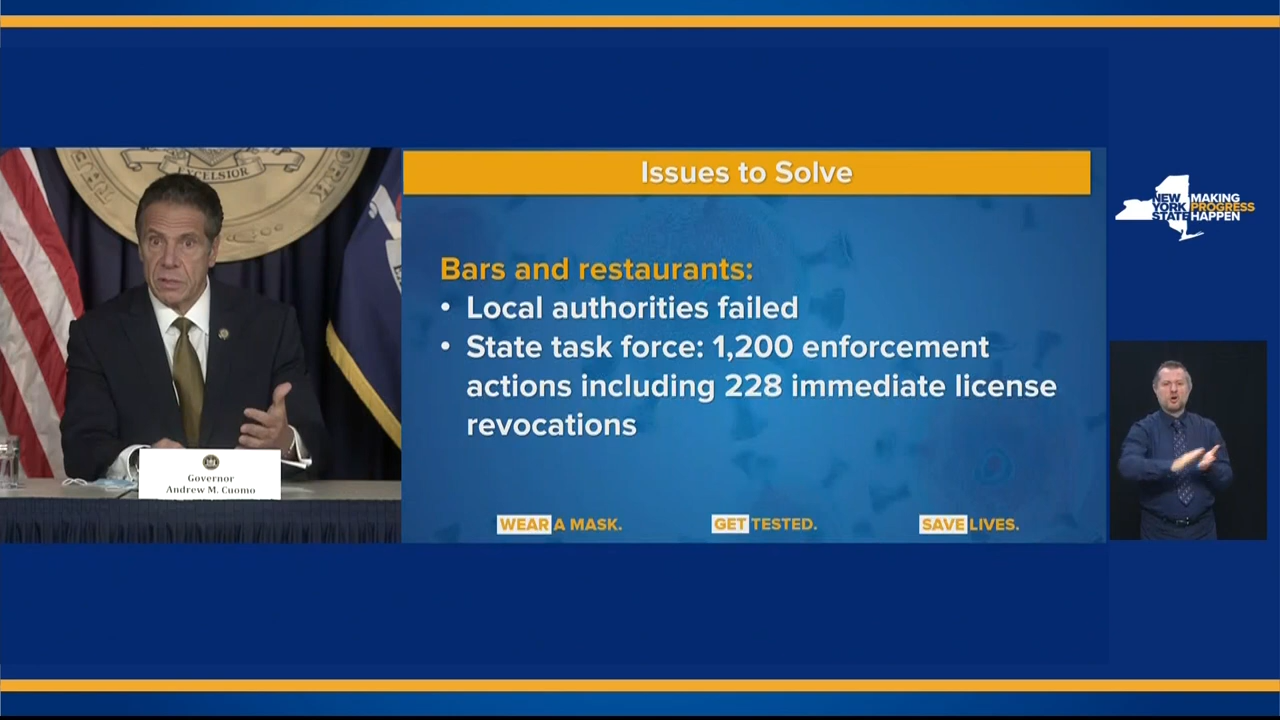 EXCELSIOR
Governor
Andrew M. Cuomo
Issues to Solve
Bars and restaurants:
• Local authorities failed
• State task force: 1,200 enforcement
actions including 228 immediate license
revocations
WEAR A MASK.
GET TESTED.
SAVE LIVES.
NEW
YORK
STATE
MAKING
PROGRESS
HAPPEN